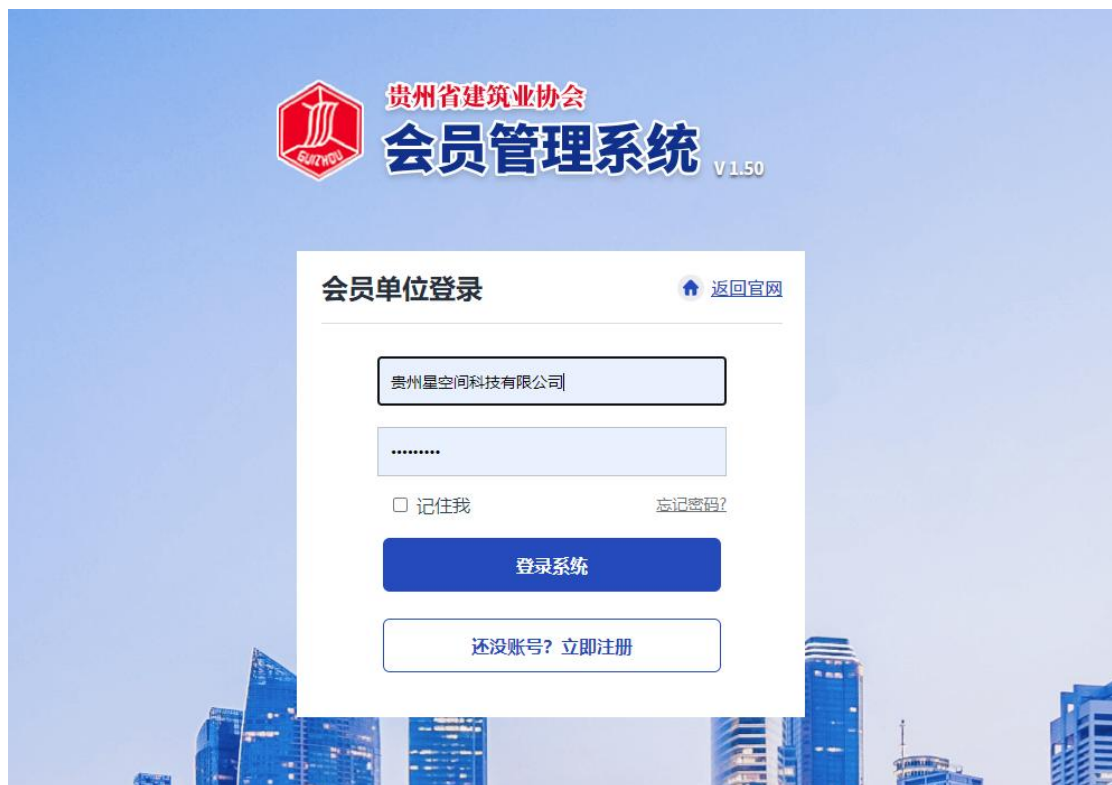 贵州省建筑业协会
GUIZHOU
会员管理系统 V 1.50
会员单位登录 返回官网
贵州星空间科技有限公司
•••••••••
记住我 忘记密码?
登录系统
还没账号？立即注册